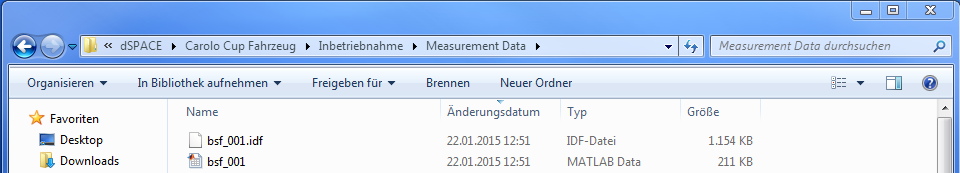 « dSPACE ▸ Carolo Cup Fahrzeug ▸ Inbetriebnahme ▸ Measurement Data ▸ Measurement Data durchsuchen
Organisieren ▾ In Bibliothek aufnehmen ▾ Freigeben für ▾ Brennen Neuer Ordner
Name Änderungsdatum Typ Größe
Favoriten
bsf_001.idf 22.01.2015 12:51 IDF-Datei 1.154 KB
Desktop
bsf_001 22.01.2015 12:51 MATLAB Data 211 KB
Downloads